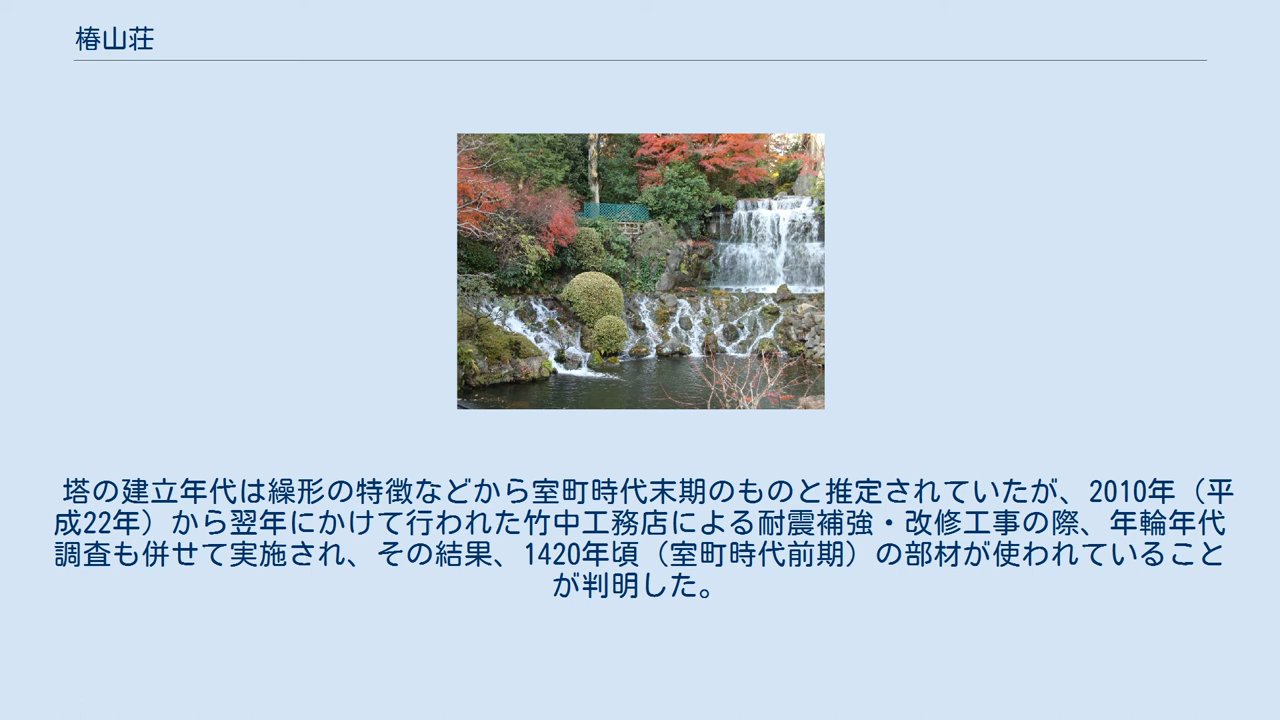 椿山荘
塔の建立年代は繰形の特徴などから室町時代末期のものと推定されていたが、2010年（平
成22年）から翌年にかけて行われた竹中工務店による耐震補強・改修工事の際、年輪年代
調査も併せて実施され、その結果、1420年頃（室町時代前期）の部材が使われていること
が判明した。